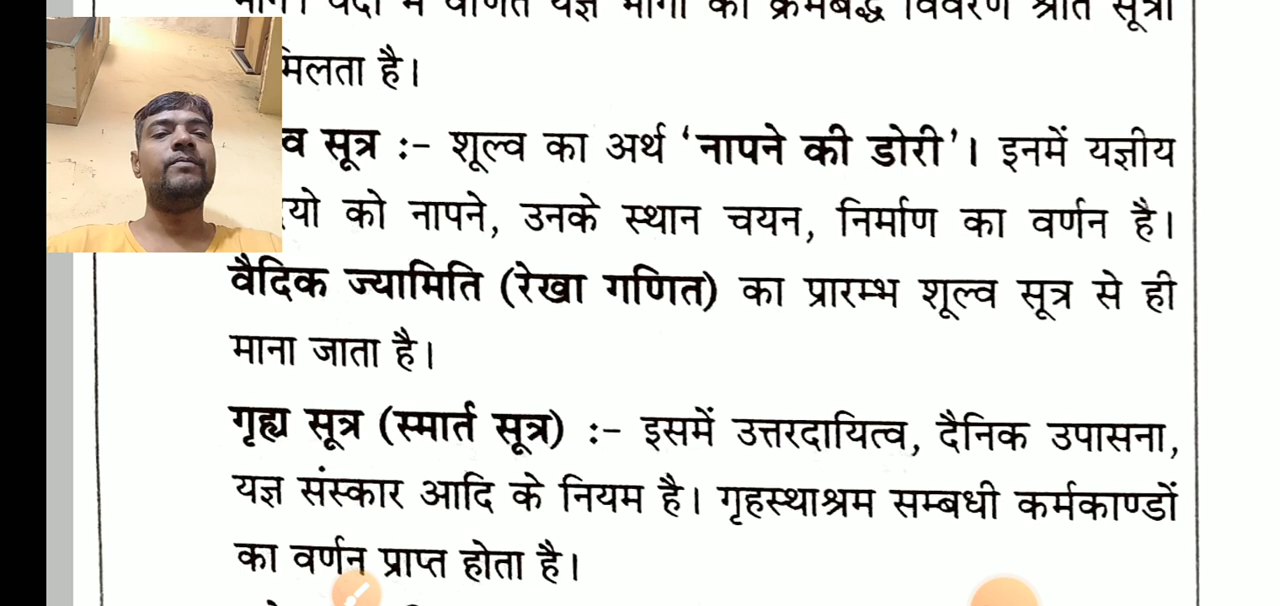 मिलता है।
व सूत्र :- शूल्व का अर्थ 'नापने की डोरी'। इनमें यज्ञीय
यो को नापने, उनके स्थान चयन, निर्माण का वर्णन है।
वैदिक ज्यामिति (रेखा गणित) का प्रारम्भ शूल्व सूत्र से ही
माना जाता है।
गृह्य सूत्र (स्मार्त सूत्र) :- इसमें उत्तरदायित्व, दैनिक उपासना,
यज्ञ संस्कार आदि के नियम है। गृहस्थाश्रम सम्बधी कर्मकाण्डों
का वर्णन प्राप्त होता है।